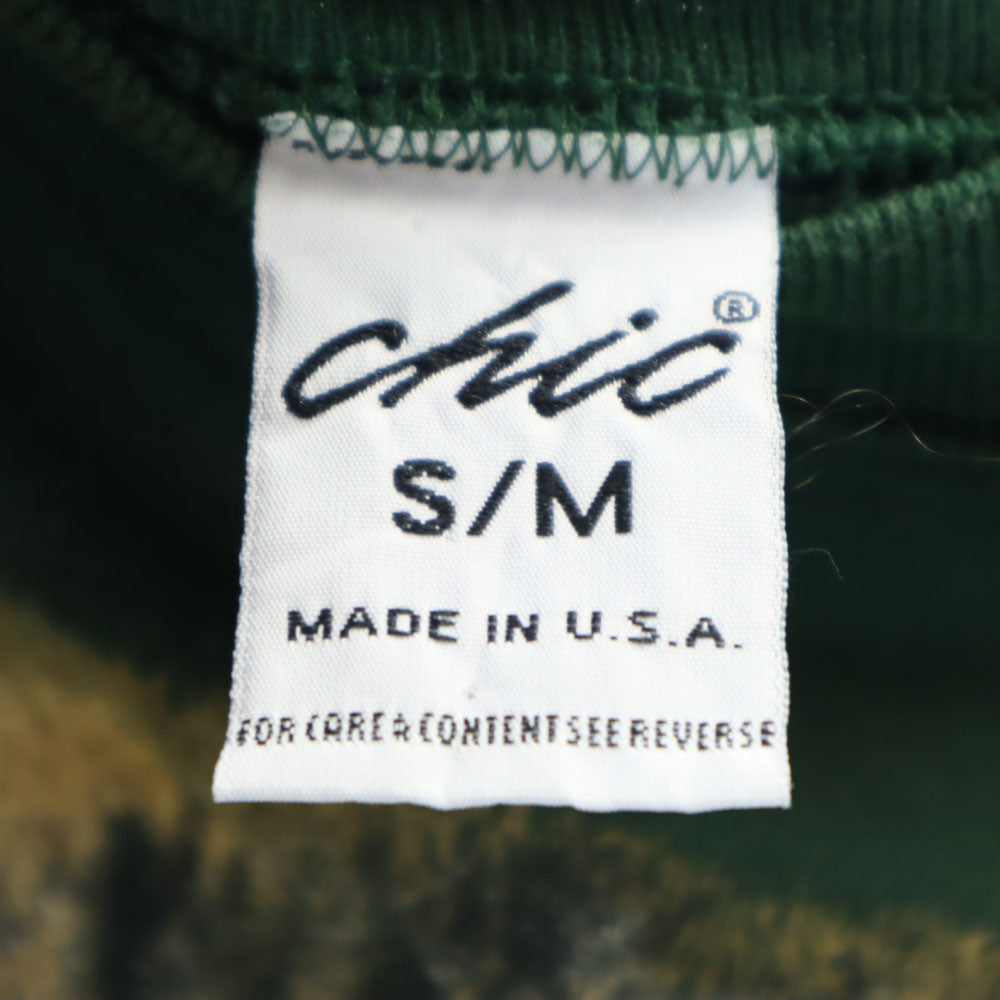 chic®
S/M
MADE IN U.S.A.
FOR CARE & CONTENT SEE REVERSE